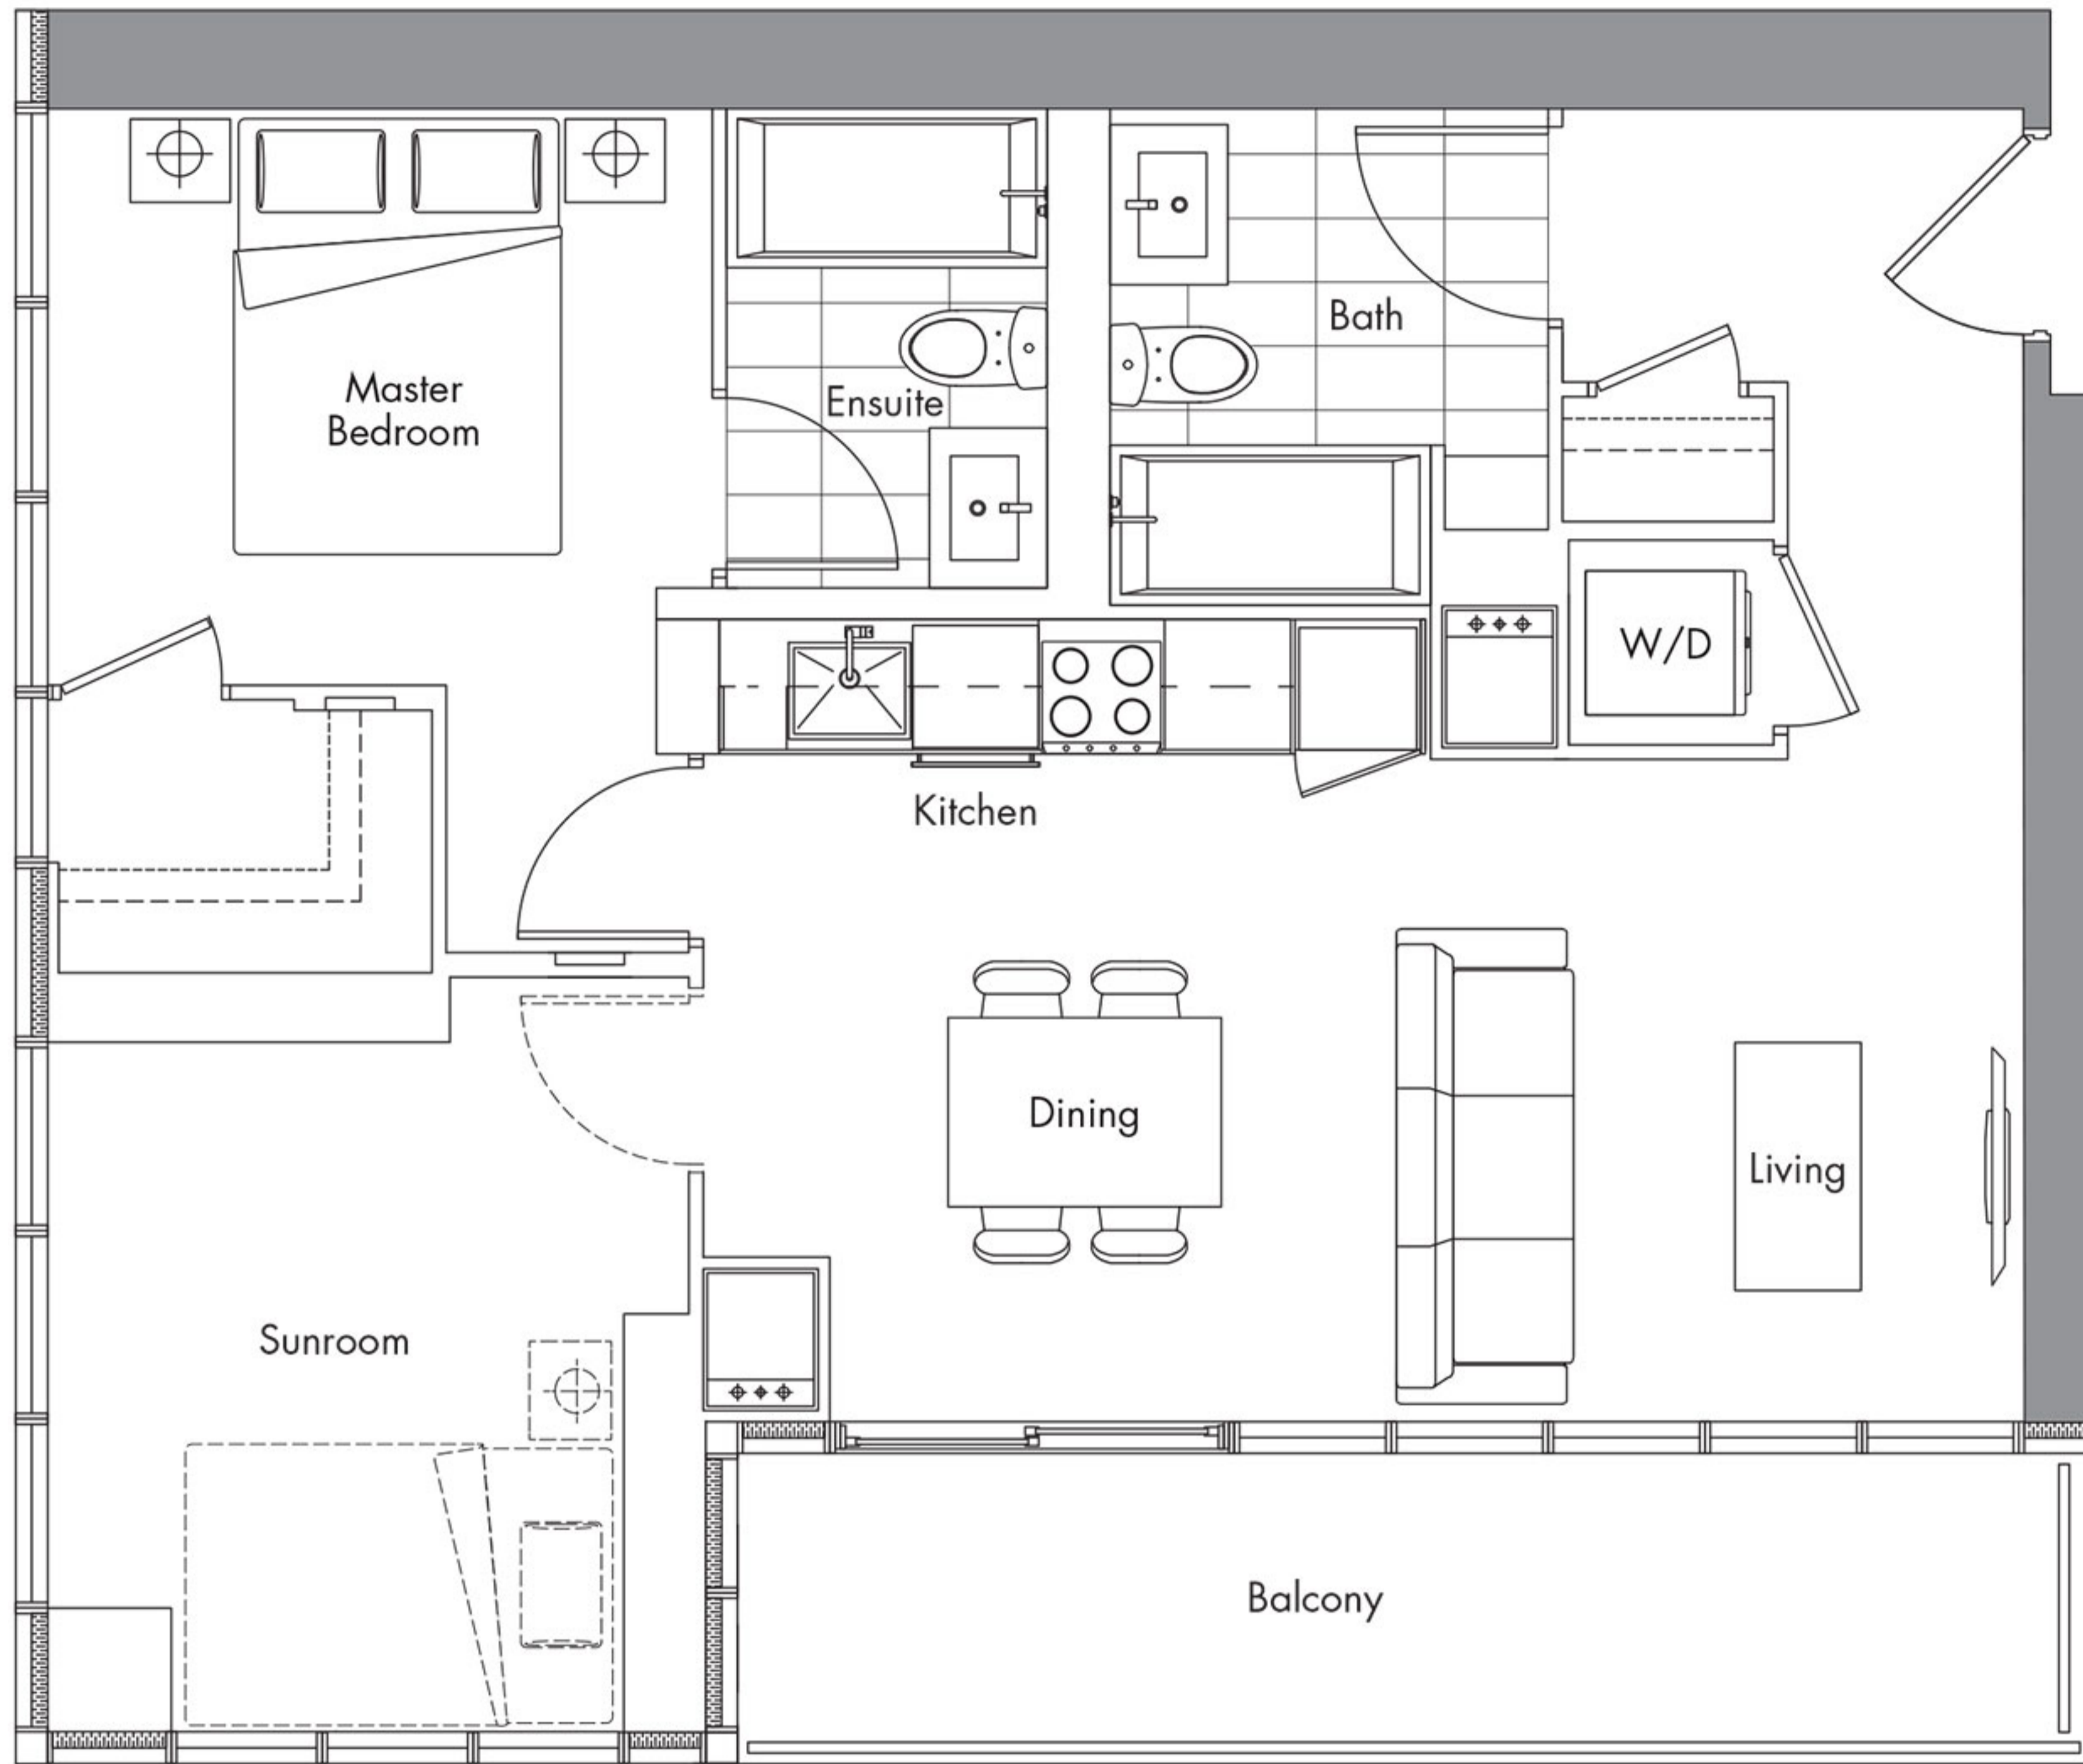 Master
Bedroom
Ensuite
Bath
W/D
Kitchen
Dining
Living
Sunroom
Balcony